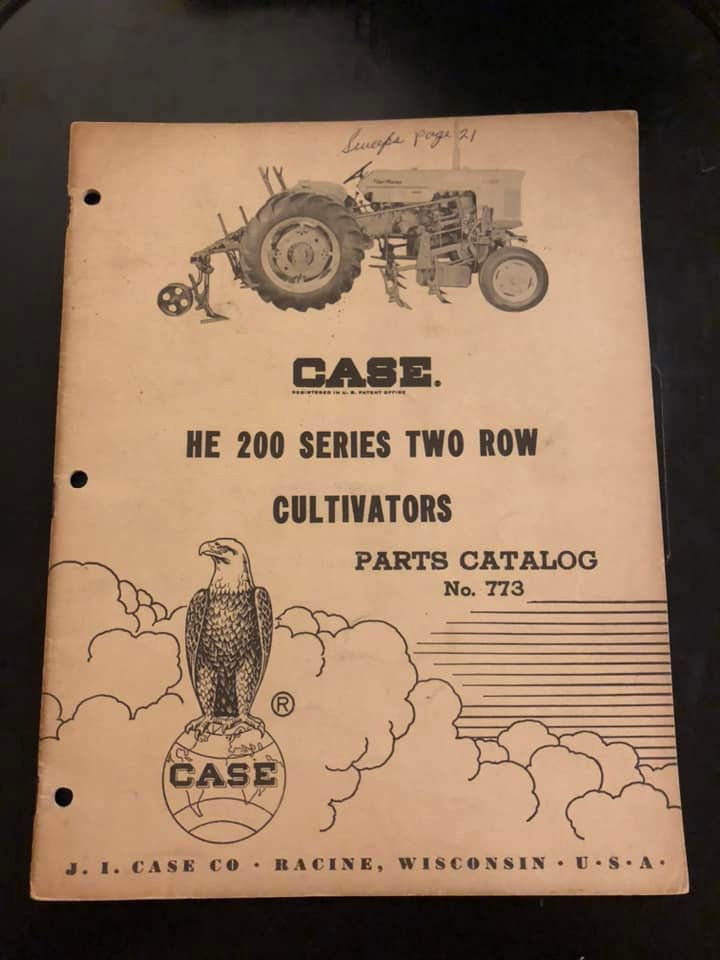 Sweeps page 21
CASE.
REGISTERED IN U. S. PATENT OFFICE
HE 200 SERIES TWO ROW
CULTIVATORS
PARTS CATALOG
No. 773
®
CASE
J. I. CASE CO · RACINE, WISCONSIN · U·S·A·